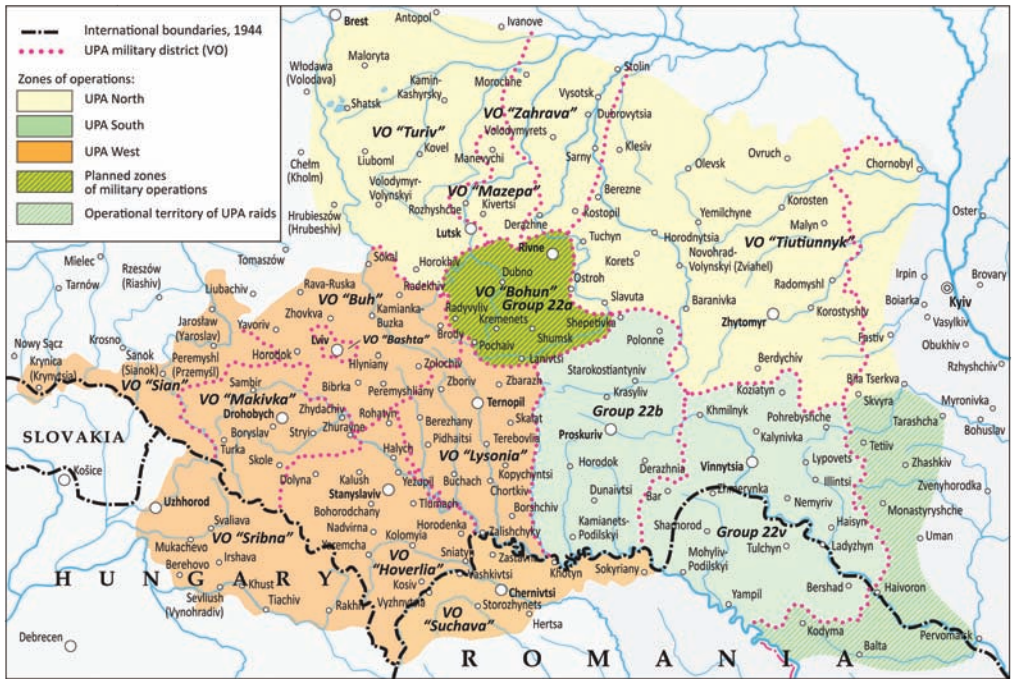 International boundaries, 1944
UPA military district (VO)
Zones of operations:
UPA North
UPA South
UPA West
Planned zones
of military operations
Operational territory of UPA raids
Brest
Antopol
Ivanove
Maloryta
Włodawa
(Volodava)
Kamin-
Kashyrsky
Morochne
Stolin
Shatsk
Vysotsk
VO “Zahrava”
Dubrovytsia
VO “Turiv”
Volodymyrets
Kovel
Chełm
(Kholm)
Liuboml
Manevychi
Sarny
Klesiv
Olevsk
Ovruch
Chornobyl
Volodymyr-
Volynskyi
VO “Mazepa”
Berezne
Hrubieszów
(Hrubeshiv)
Rozhyshche
Kivertsi
Kostopil
Yemilchyne
Korosten
Oster
Lutsk
Derazhne
Malyn
Tuchyn
Horodnytsia
VO “Tiutiunnyk”
Rivne
Mielec
Rzeszów
(Riashiv)
Tomaszów
Sokal
Horokhiv
Dubno
Korets
Novohrad-
Volynskyi (Zviahel)
Tarnów
Liubachiv
Rava-Ruska
Radekhiv
VO “Bohun”
Group 22a
Ostroh
Radomyshl
Irpin
Brovary
VO “Buh”
Slavuta
Baranivka
Boiarka
Kyiv
Jarosław
(Yaroslav)
Zhovkva
Kamianka-
Buzka
Radyvyliv
Kremenets
Shepetivka
Zhytomyr
Korostyshiv
Vasylkiv
Yavoriv
Lviv
VO “Bashta”
Brody
Shumsk
Polonne
Fastiv
Obukhiv
Nowy Sącz
Krosno
Peremyshl
(Przemyśl)
Horodok
Hlyniany
Zolochiv
Pochaiv
Lanivtsi
Berdychiv
Rzhyshchiv
Krynica
(Krynytsia)
Sanok
(Sianok)
VO “Sian”
Bibrka
Peremyshliany
Zboriv
Zbarazh
Starokostiantyniv
Koziatyn
Bila Tserkva
Sambir
Krasyliv
Skvyra
Myronivka
VO “Makivka”
Drohobych
Zhydachiv
Rohatyn
Ternopil
Group 22b
Khmilnyk
Pohrebyshche
Tarashcha
Bohuslav
SLOVAKIA
Boryslav
Stryi
Zhuravne
Berezhany
Skalat
Proskuriv
Kalynivka
Tetiiv
Turka
Halych
Pidhaitsi
Terebovlia
Košice
Skole
VO “Lysonia”
Horodok
Derazhnia
Vinnytsia
Lypovets
Zhashkiv
Dolyna
Kalush
Yezupil
Kopychyntsi
Stanyslaviv
Buchach
Chortkiv
Dunaivtsi
Bar
Zhmerynka
Illintsi
Zvenyhorodka
Uzhhorod
Bohorodchany
Tlumach
Borshchiv
Nemyriv
Monastyryshche
Svaliava
Nadvirna
Horodenka
Zalishchyky
Kamianets-
Podilskyi
Sharhorod
Group 22v
Haisyn
VO “Sribna”
Kolomyia
Uman
Mukachevo
Yaremcha
Sniatyn
Zastavna
Tulchyn
Ladyzhyn
Berehovo
Irshava
VO
“Hoverlia”
Vashkivtsi
Khotyn
Sokyriany
Mohyliv-
Podilskyi
HUNGARY
Khust
Kosiv
Chernivtsi
Bershad
Haivoron
Sevliush
(Vynohradiv)
Tiachiv
Rakhiv
Vyzhnytsia
Storozhynets
Yampil
VO
“Suchava”
Hertsa
Kodyma
Debrecen
Pervomaisk
Balta
ROMANIA